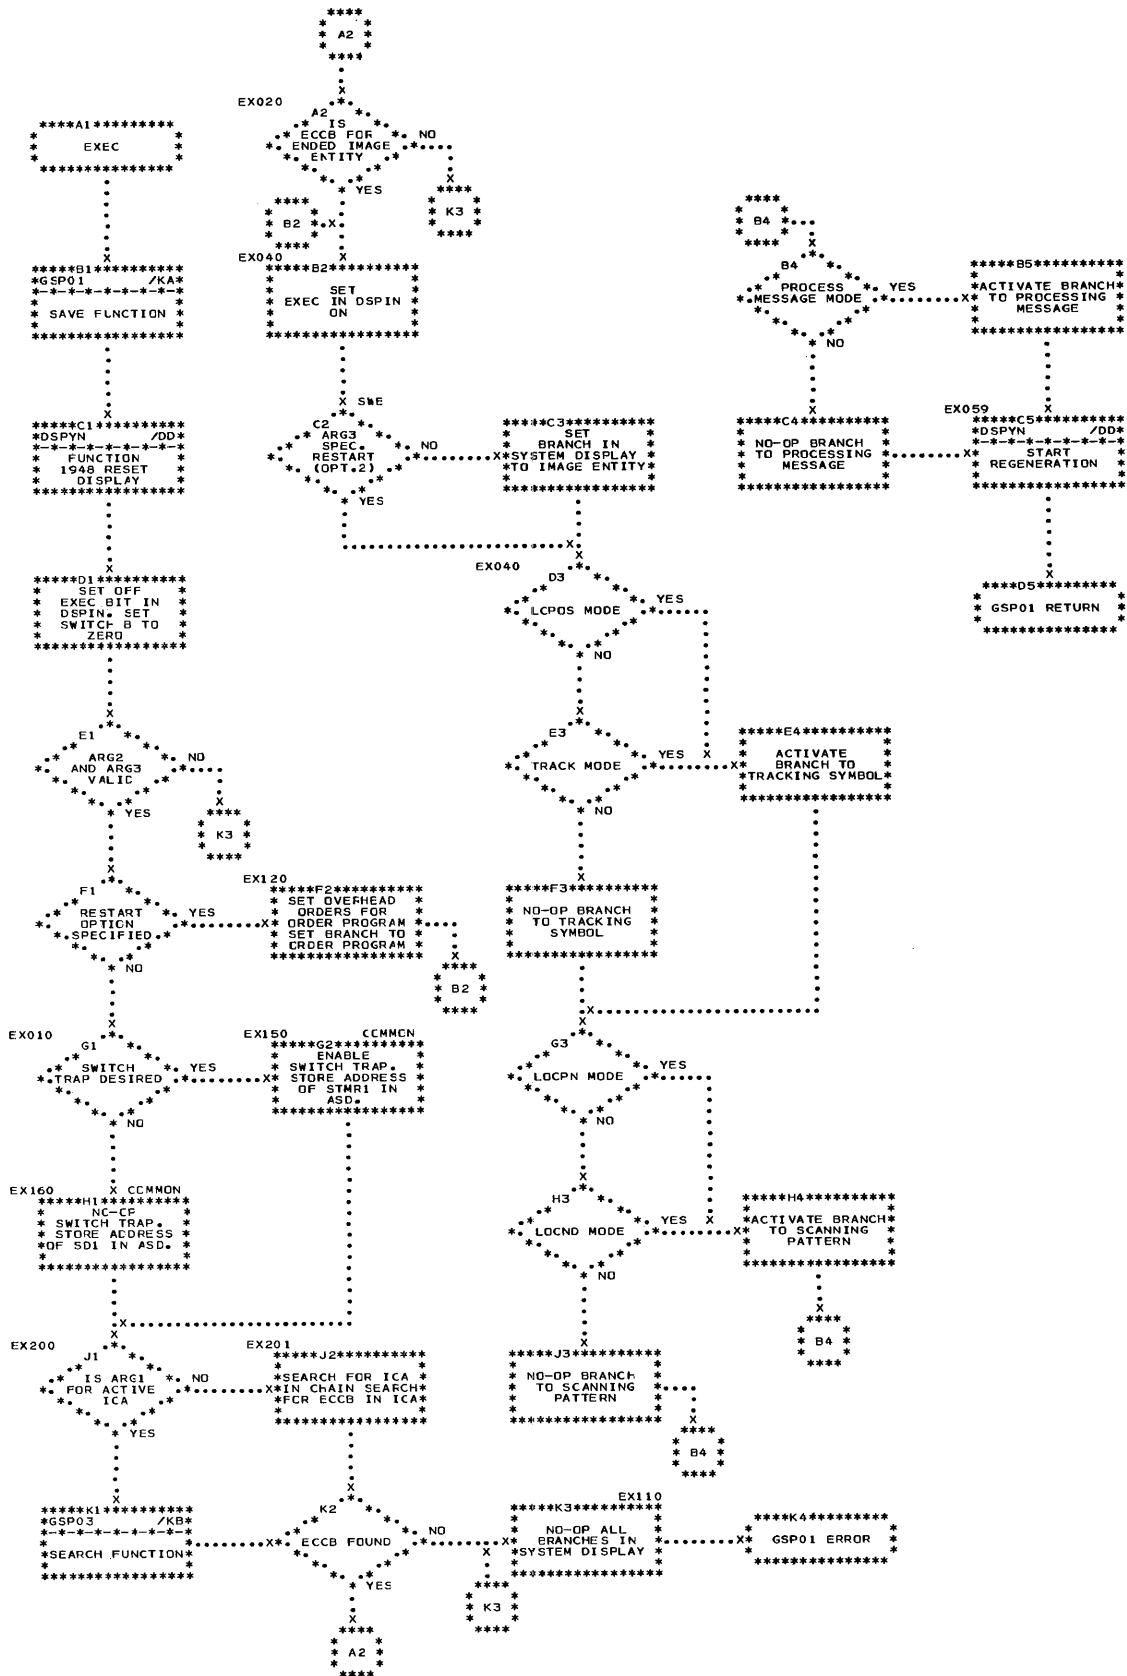 A2
EX020
A2
IS
ECCB FOR
ENDED IMAGE
ENTITY
NO
YES
K3
A1
EXEC
B2
B1
GSP01 /KA
SAVE FUNCTION
EX040
B2
SET
EXEC IN DSPIN
ON
B4
B4
PROCESS
MESSAGE MODE
YES
NO
B5
ACTIVATE BRANCH
TO PROCESSING
MESSAGE
C1
DSPYN /DD
FUNCTION
1948 RESET
DISPLAY
SWE
C2
ARG3
SPEC.
RESTART
(OPT.2)
NO
YES
C3
SET
BRANCH IN
SYSTEM DISPLAY
TO IMAGE ENTITY
C4
NO-OP BRANCH
TO PROCESSING
MESSAGE
EX059
C5
DSPYN /DD
START
REGENERATION
D1
SET OFF
EXEC BIT IN
DSPIN. SET
SWITCH B TO
ZERO
EX040
D3
LCPOS MODE
YES
NO
D5
GSP01 RETURN
E1
ARG2
AND ARG3
VALID
NO
YES
K3
E3
TRACK MODE
YES
NO
E4
ACTIVATE
BRANCH TO
TRACKING SYMBOL
F1
RESTART
OPTION
SPECIFIED
YES
NO
EX120
F2
SET OVERHEAD
ORDERS FOR
ORDER PROGRAM
SET BRANCH TO
ORDER PROGRAM
B2
F3
NO-OP BRANCH
TO TRACKING
SYMBOL
EX010
G1
SWITCH
TRAP DESIRED
YES
NO
EX150 COMMON
G2
ENABLE
SWITCH TRAP.
STORE ADDRESS
OF STMR1 IN
ASD.
G3
LOCPN MODE
YES
NO
EX160 COMMON
H1
NO-OP
SWITCH TRAP.
STORE ADDRESS
OF SD1 IN ASD.
H3
LOCND MODE
YES
NO
H4
ACTIVATE BRANCH
TO SCANNING
PATTERN
B4
EX200
J1
IS ARG1
FOR ACTIVE
ICA
NO
YES
EX201
J2
SEARCH FOR ICA
IN CHAIN SEARCH
FOR ECCB IN ICA
J3
NO-OP BRANCH
TO SCANNING
PATTERN
B4
K1
GSP03 /KB
SEARCH FUNCTION
K2
ECCB FOUND
NO
YES
A2
EX110
K3
NO-OP ALL
BRANCHES IN
SYSTEM DISPLAY
K3
K4
GSP01 ERROR